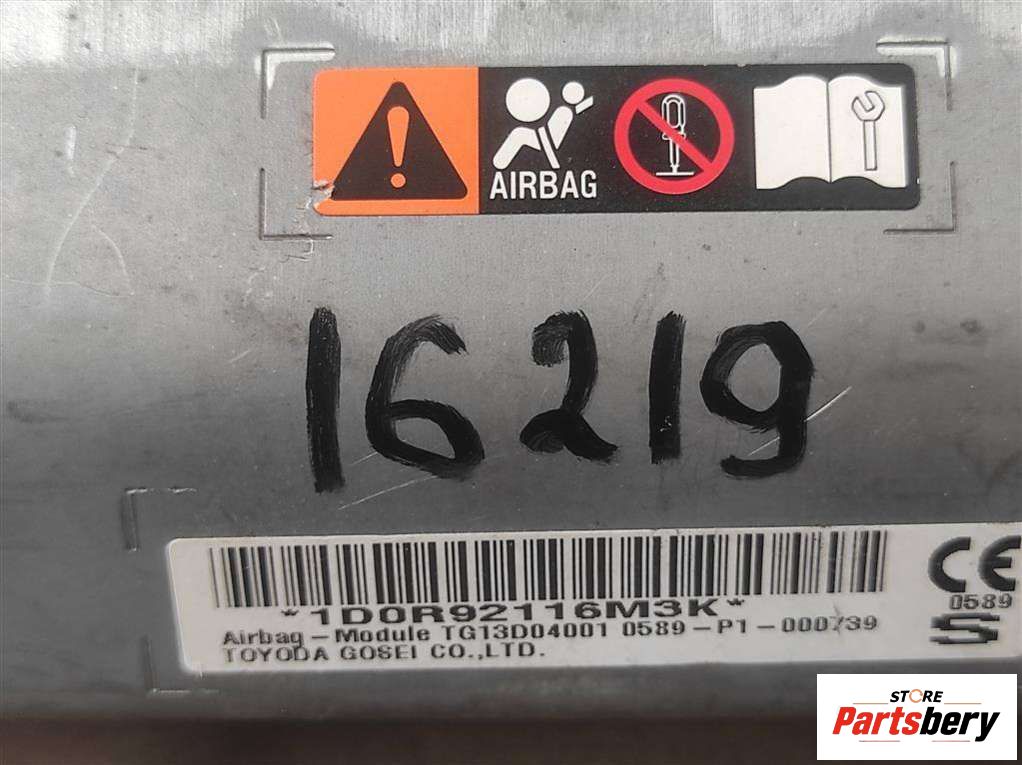 AIRBAG
16219
*1D0R92116M3K*
Airbag-Module TG13D04001 0589-P1-000739
TOYODA GOSEI CO.,LTD.
CE
0589
S
STORE
Partsbery